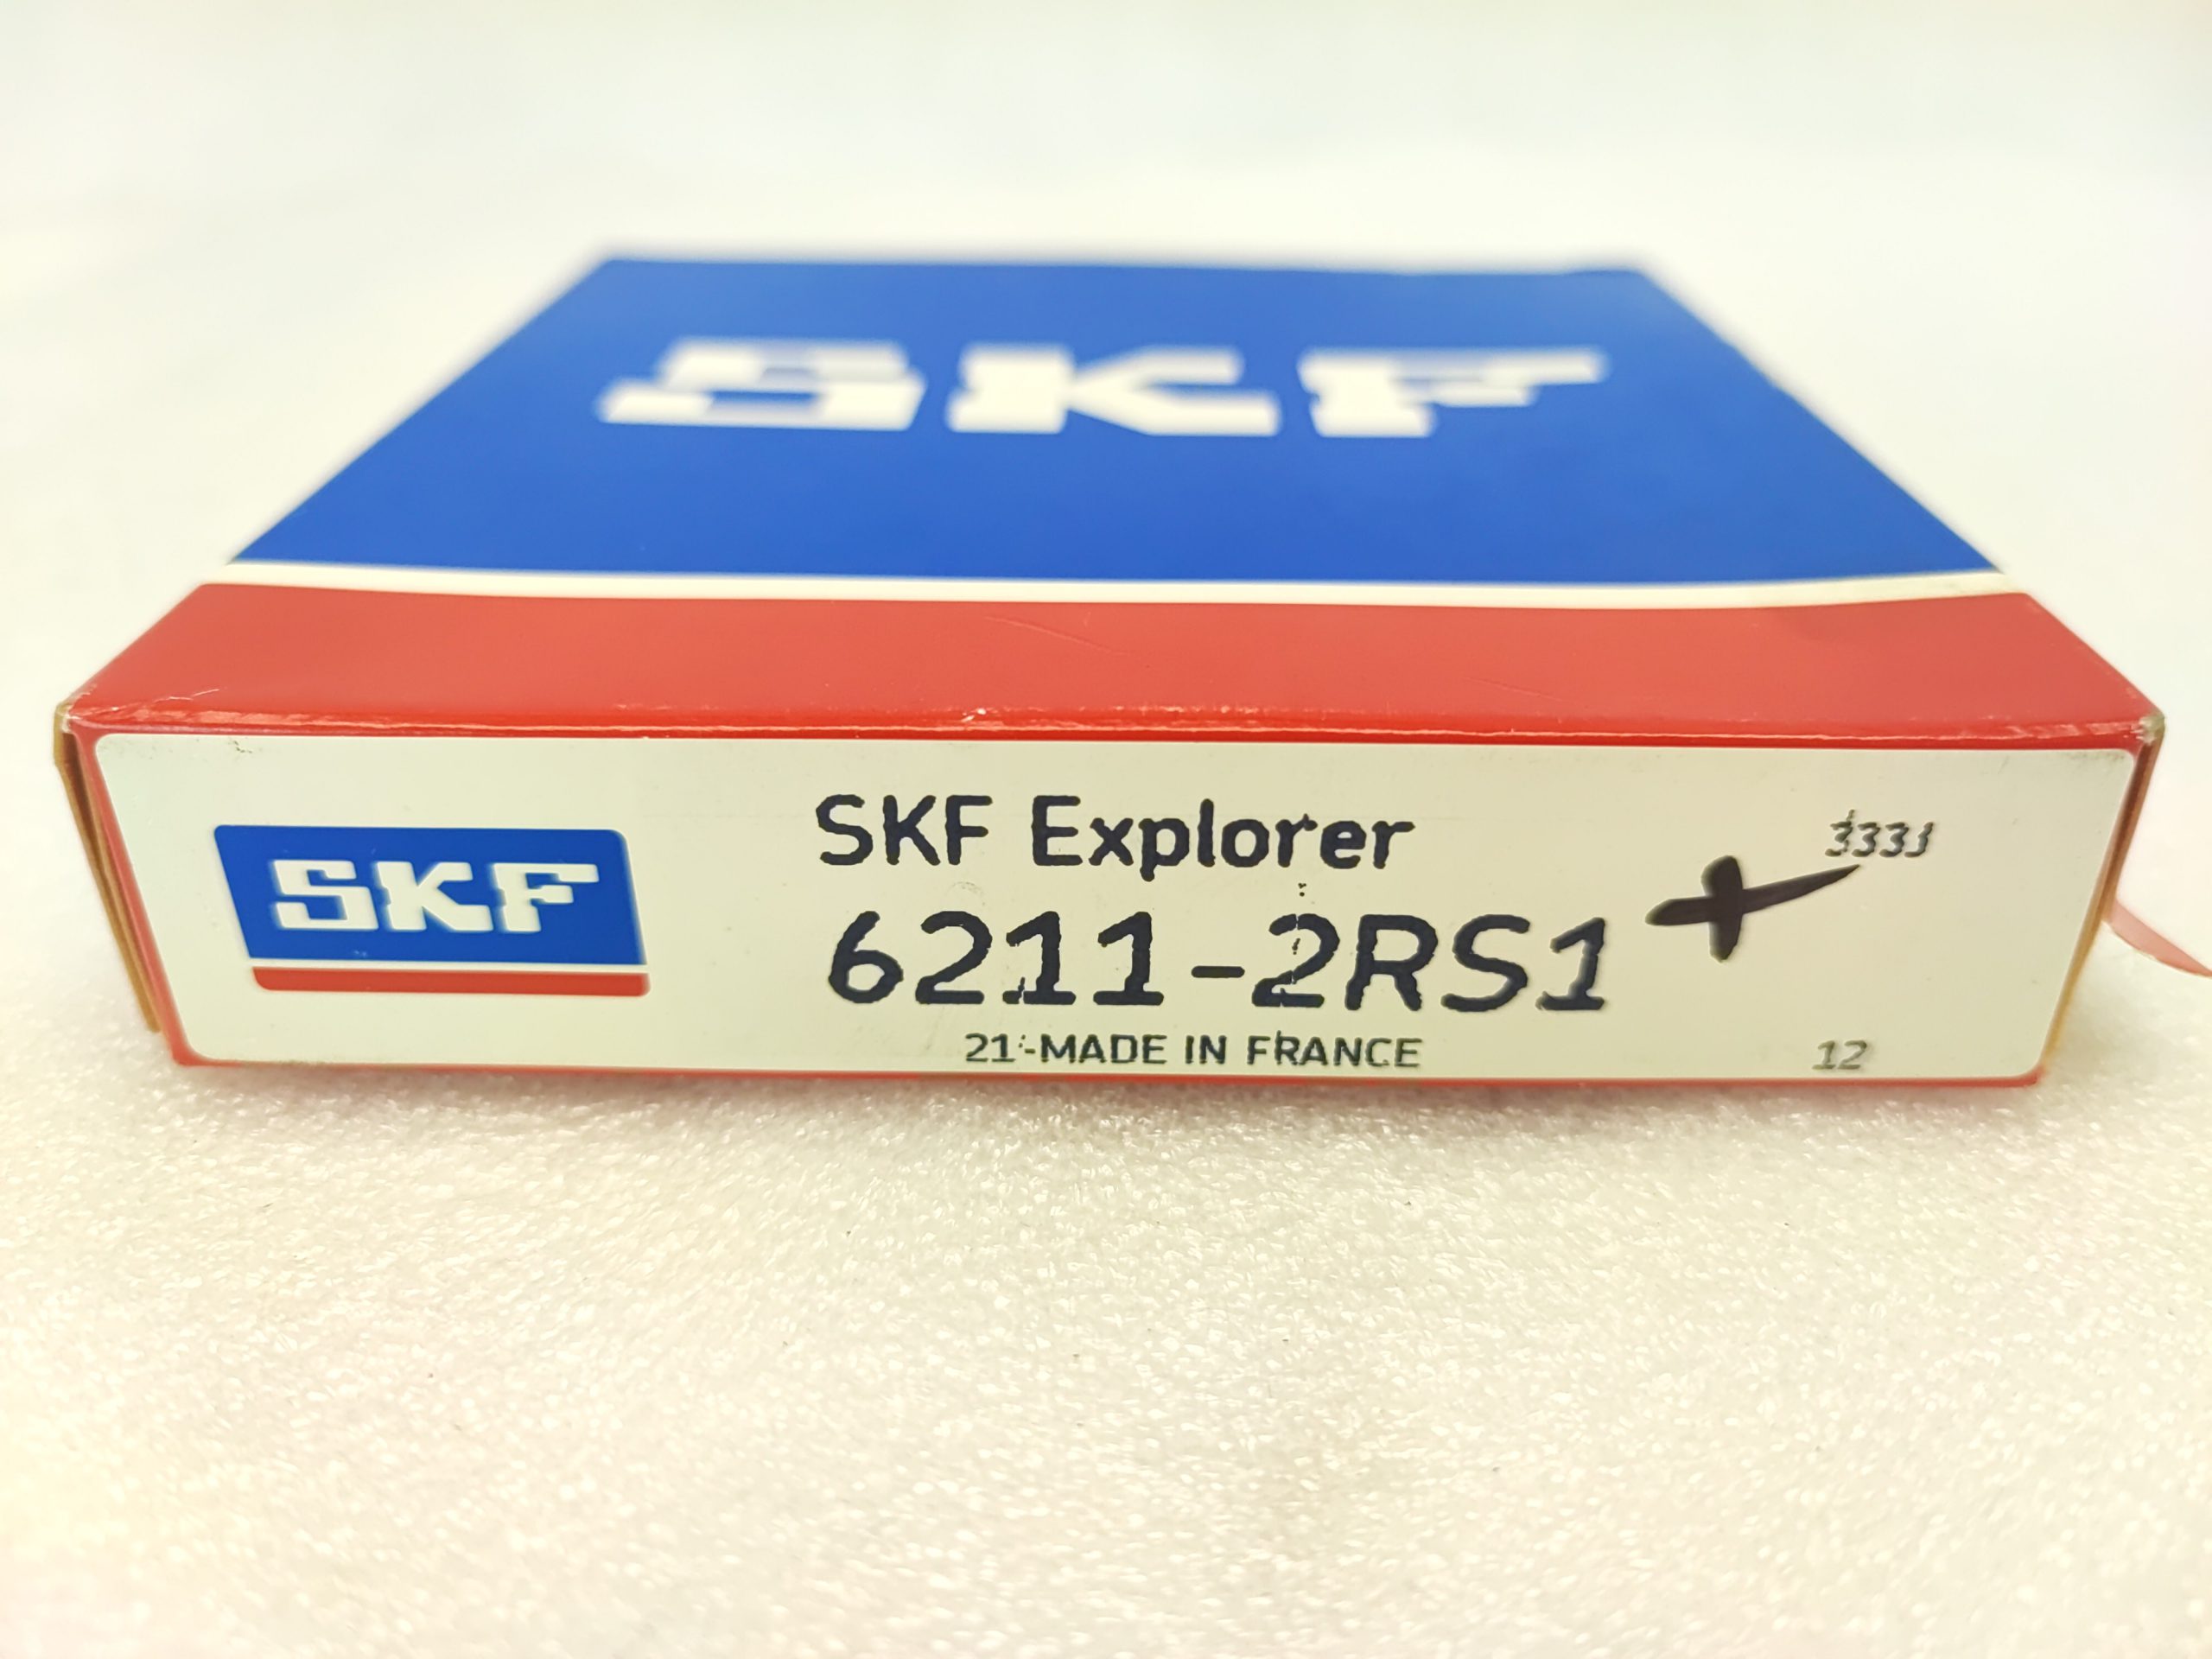 SKF
SKF
SKF Explorer
6211-2RS1
21-MADE IN FRANCE
12